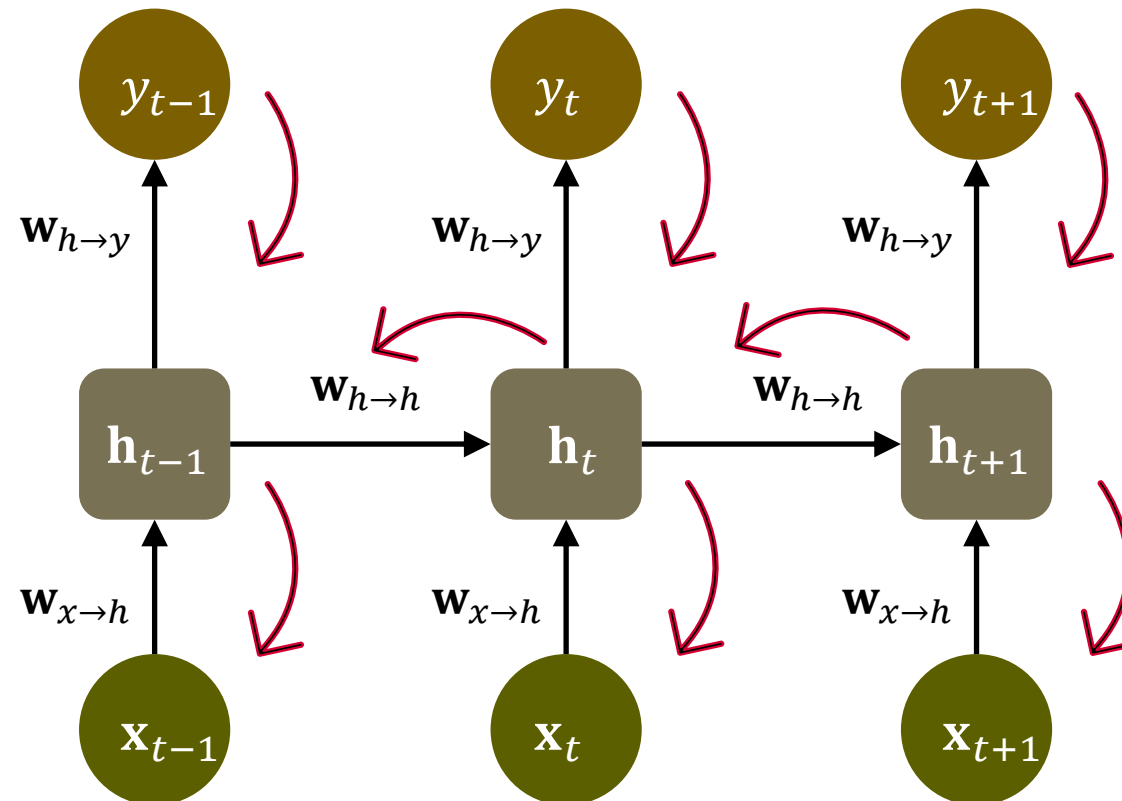 y_{t−1} y_t y_{t+1}
𝐰_{h→y} 𝐰_{h→y} 𝐰_{h→y}
𝐰_{h→h} 𝐰_{h→h}
𝐡_{t−1} 𝐡_t 𝐡_{t+1}
𝐰_{x→h} 𝐰_{x→h} 𝐰_{x→h}
𝐱_{t−1} 𝐱_t 𝐱_{t+1}